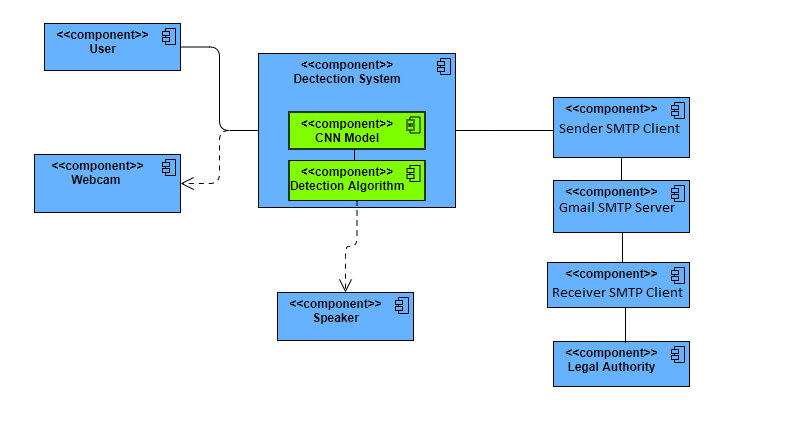 <<component>>
User
<<component>>
Webcam
<<component>>
Dectection System
<<component>>
CNN Model
<<component>>
Detection Algorithm
<<component>>
Speaker
<<component>>
Sender SMTP Client
<<component>>
Gmail SMTP Server
<<component>>
Receiver SMTP Client
<<component>>
Legal Authority